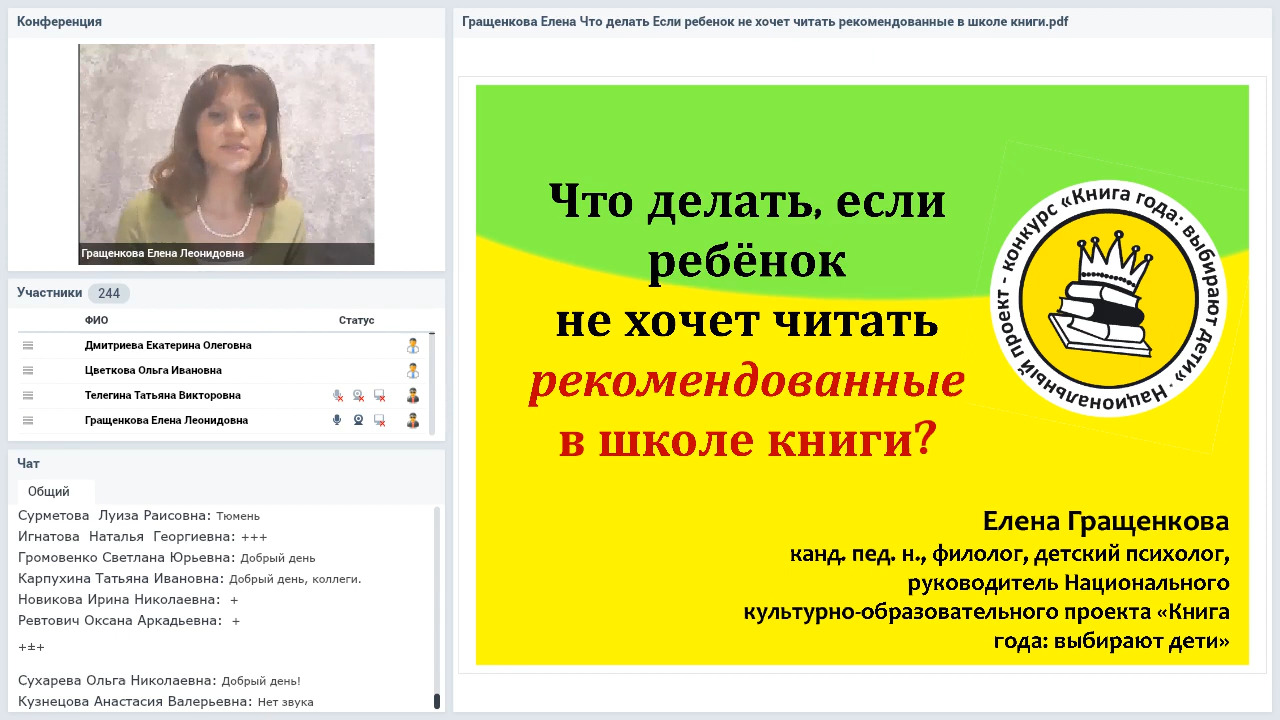 Конференция
Гращенкова Елена Леонидовна
Участники 244
ФИО Статус
Дмитриева Екатерина Олеговна
Цветкова Ольга Ивановна
Телегина Татьяна Викторовна
Гращенкова Елена Леонидовна
Чат
Общий
Сурметова Луиза Раисовна: Тюмень
Игнатова Наталья Георгиевна: +++
Громовенко Светлана Юрьевна: Добрый день
Карпухина Татьяна Ивановна: Добрый день, коллеги.
Новикова Ирина Николаевна: +
Ревтович Оксана Аркадьевна: +
+±+
Сухарева Ольга Николаевна: Добрый день!
Кузнецова Анастасия Валерьевна: Нет звука
Гращенкова Елена Что делать Если ребенок не хочет читать рекомендованные в школе книги.pdf
Что делать, если
ребёнок
не хочет читать
рекомендованные
в школе книги?
Национальный проект - конкурс «Книга года: выбирают дети» ·
Елена Гращенкова
канд. пед. н., филолог, детский психолог,
руководитель Национального
культурно-образовательного проекта «Книга
года: выбирают дети»